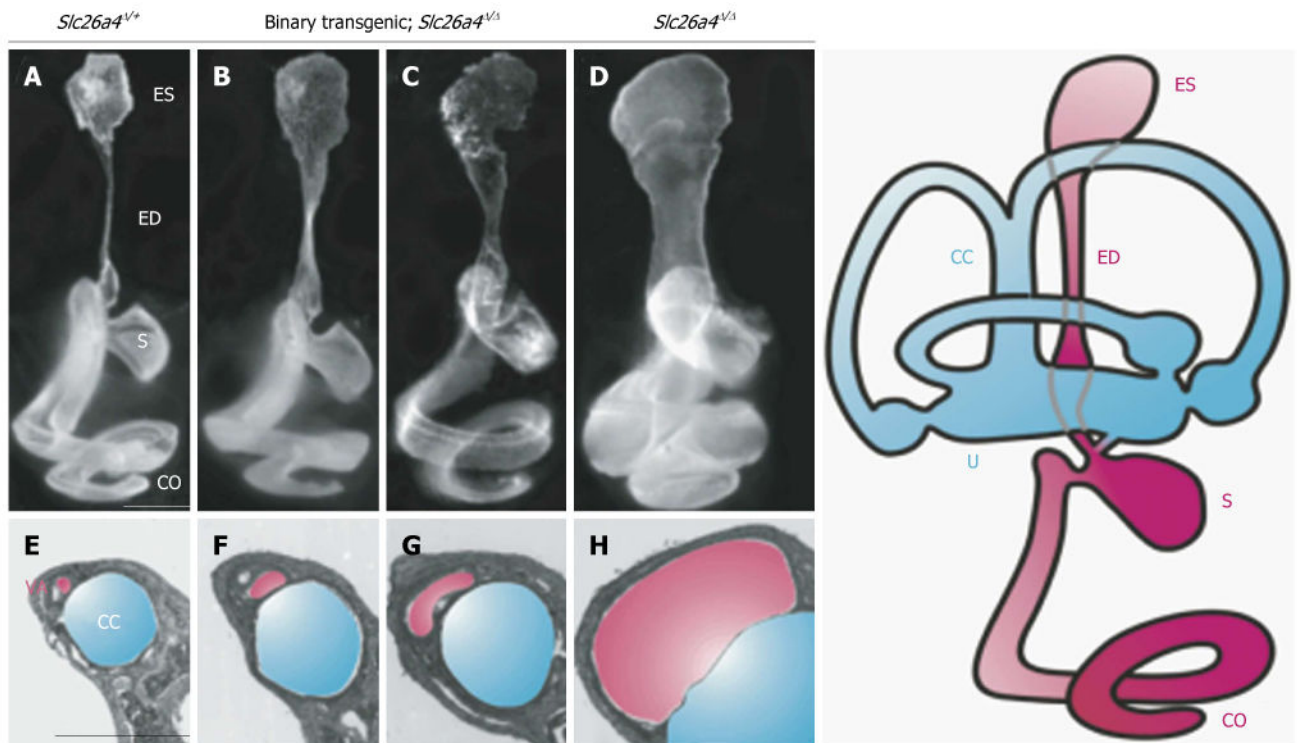 Slc26a4Δ/+ Binary transgenic; Slc26a4Δ/Δ Slc26a4Δ/Δ
A B C D
ES
ED
S
CO
E F G H
VA
CC
ES
CC ED
U
S
CO